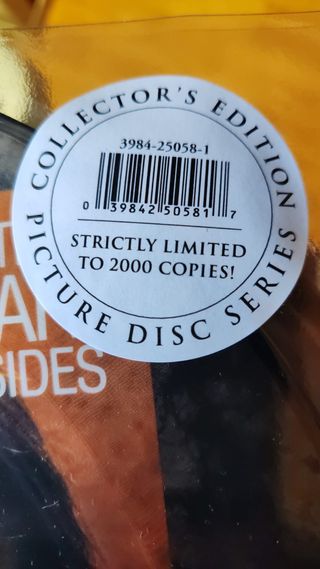 COLLECTOR'S EDITION
3984-25058-1
0 39842 50581 7
STRICTLY LIMITED
TO 2000 COPIES!
PICTURE DISC SERIES
SIDES